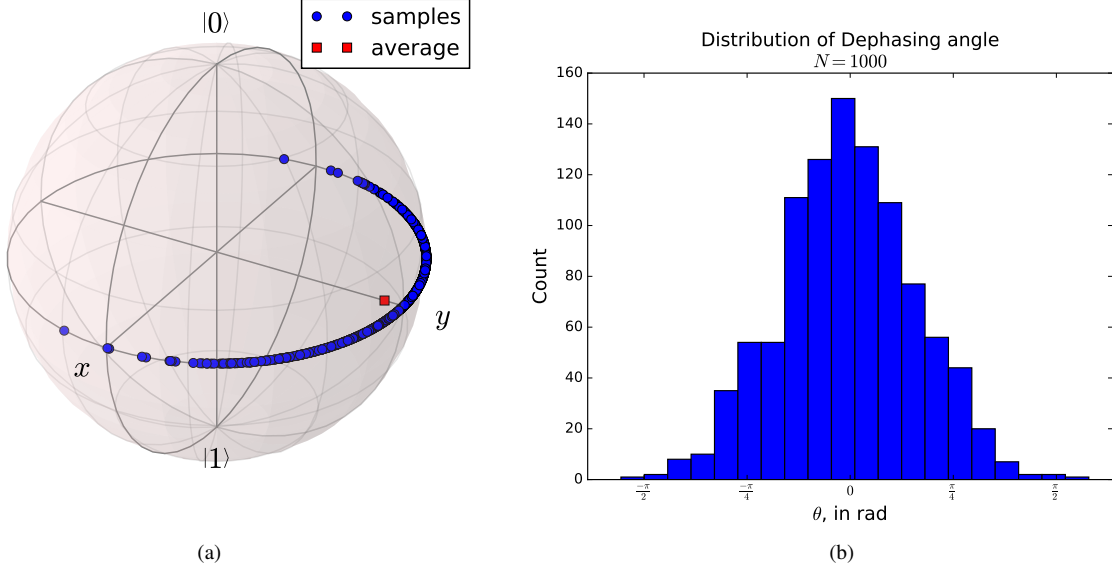 |0⟩
samples
average
x
y
|1⟩
(a)
Distribution of Dephasing angle
N = 1000
Count
160
140
120
100
80
60
40
20
0
−π/2
−π/4
0
π/4
π/2
θ, in rad
(b)